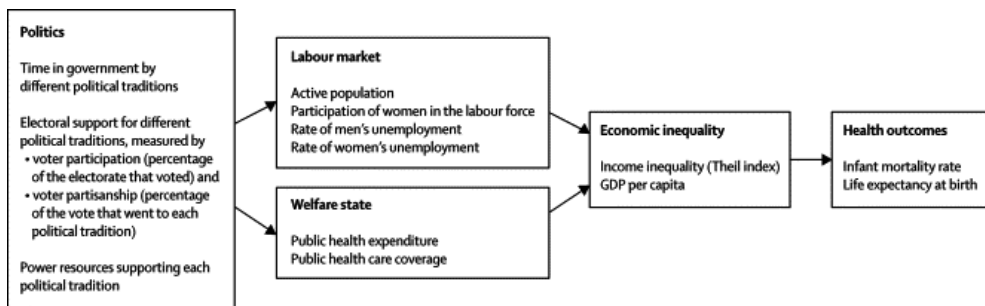 Politics
Time in government by
different political traditions
Electoral support for different
political traditions, measured by
• voter participation (percentage
of the electorate that voted) and
• voter partisanship (percentage
of the vote that went to each
political tradition)
Power resources supporting each
political tradition
Labour market
Active population
Participation of women in the labour force
Rate of men's unemployment
Rate of women's unemployment
Welfare state
Public health expenditure
Public health care coverage
Economic inequality
Income inequality (Theil index)
GDP per capita
Health outcomes
Infant mortality rate
Life expectancy at birth